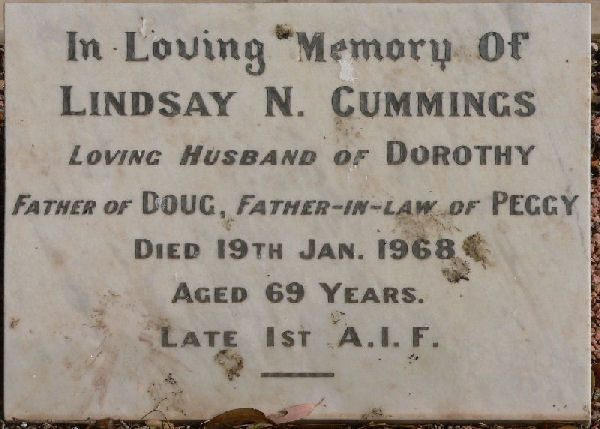 In Loving Memory Of
LINDSAY N. CUMMINGS
LOVING HUSBAND OF DOROTHY
FATHER OF DOUG, FATHER-IN-LAW OF PEGGY
DIED 19TH JAN. 1968
AGED 69 YEARS.
LATE 1ST A.I.F.